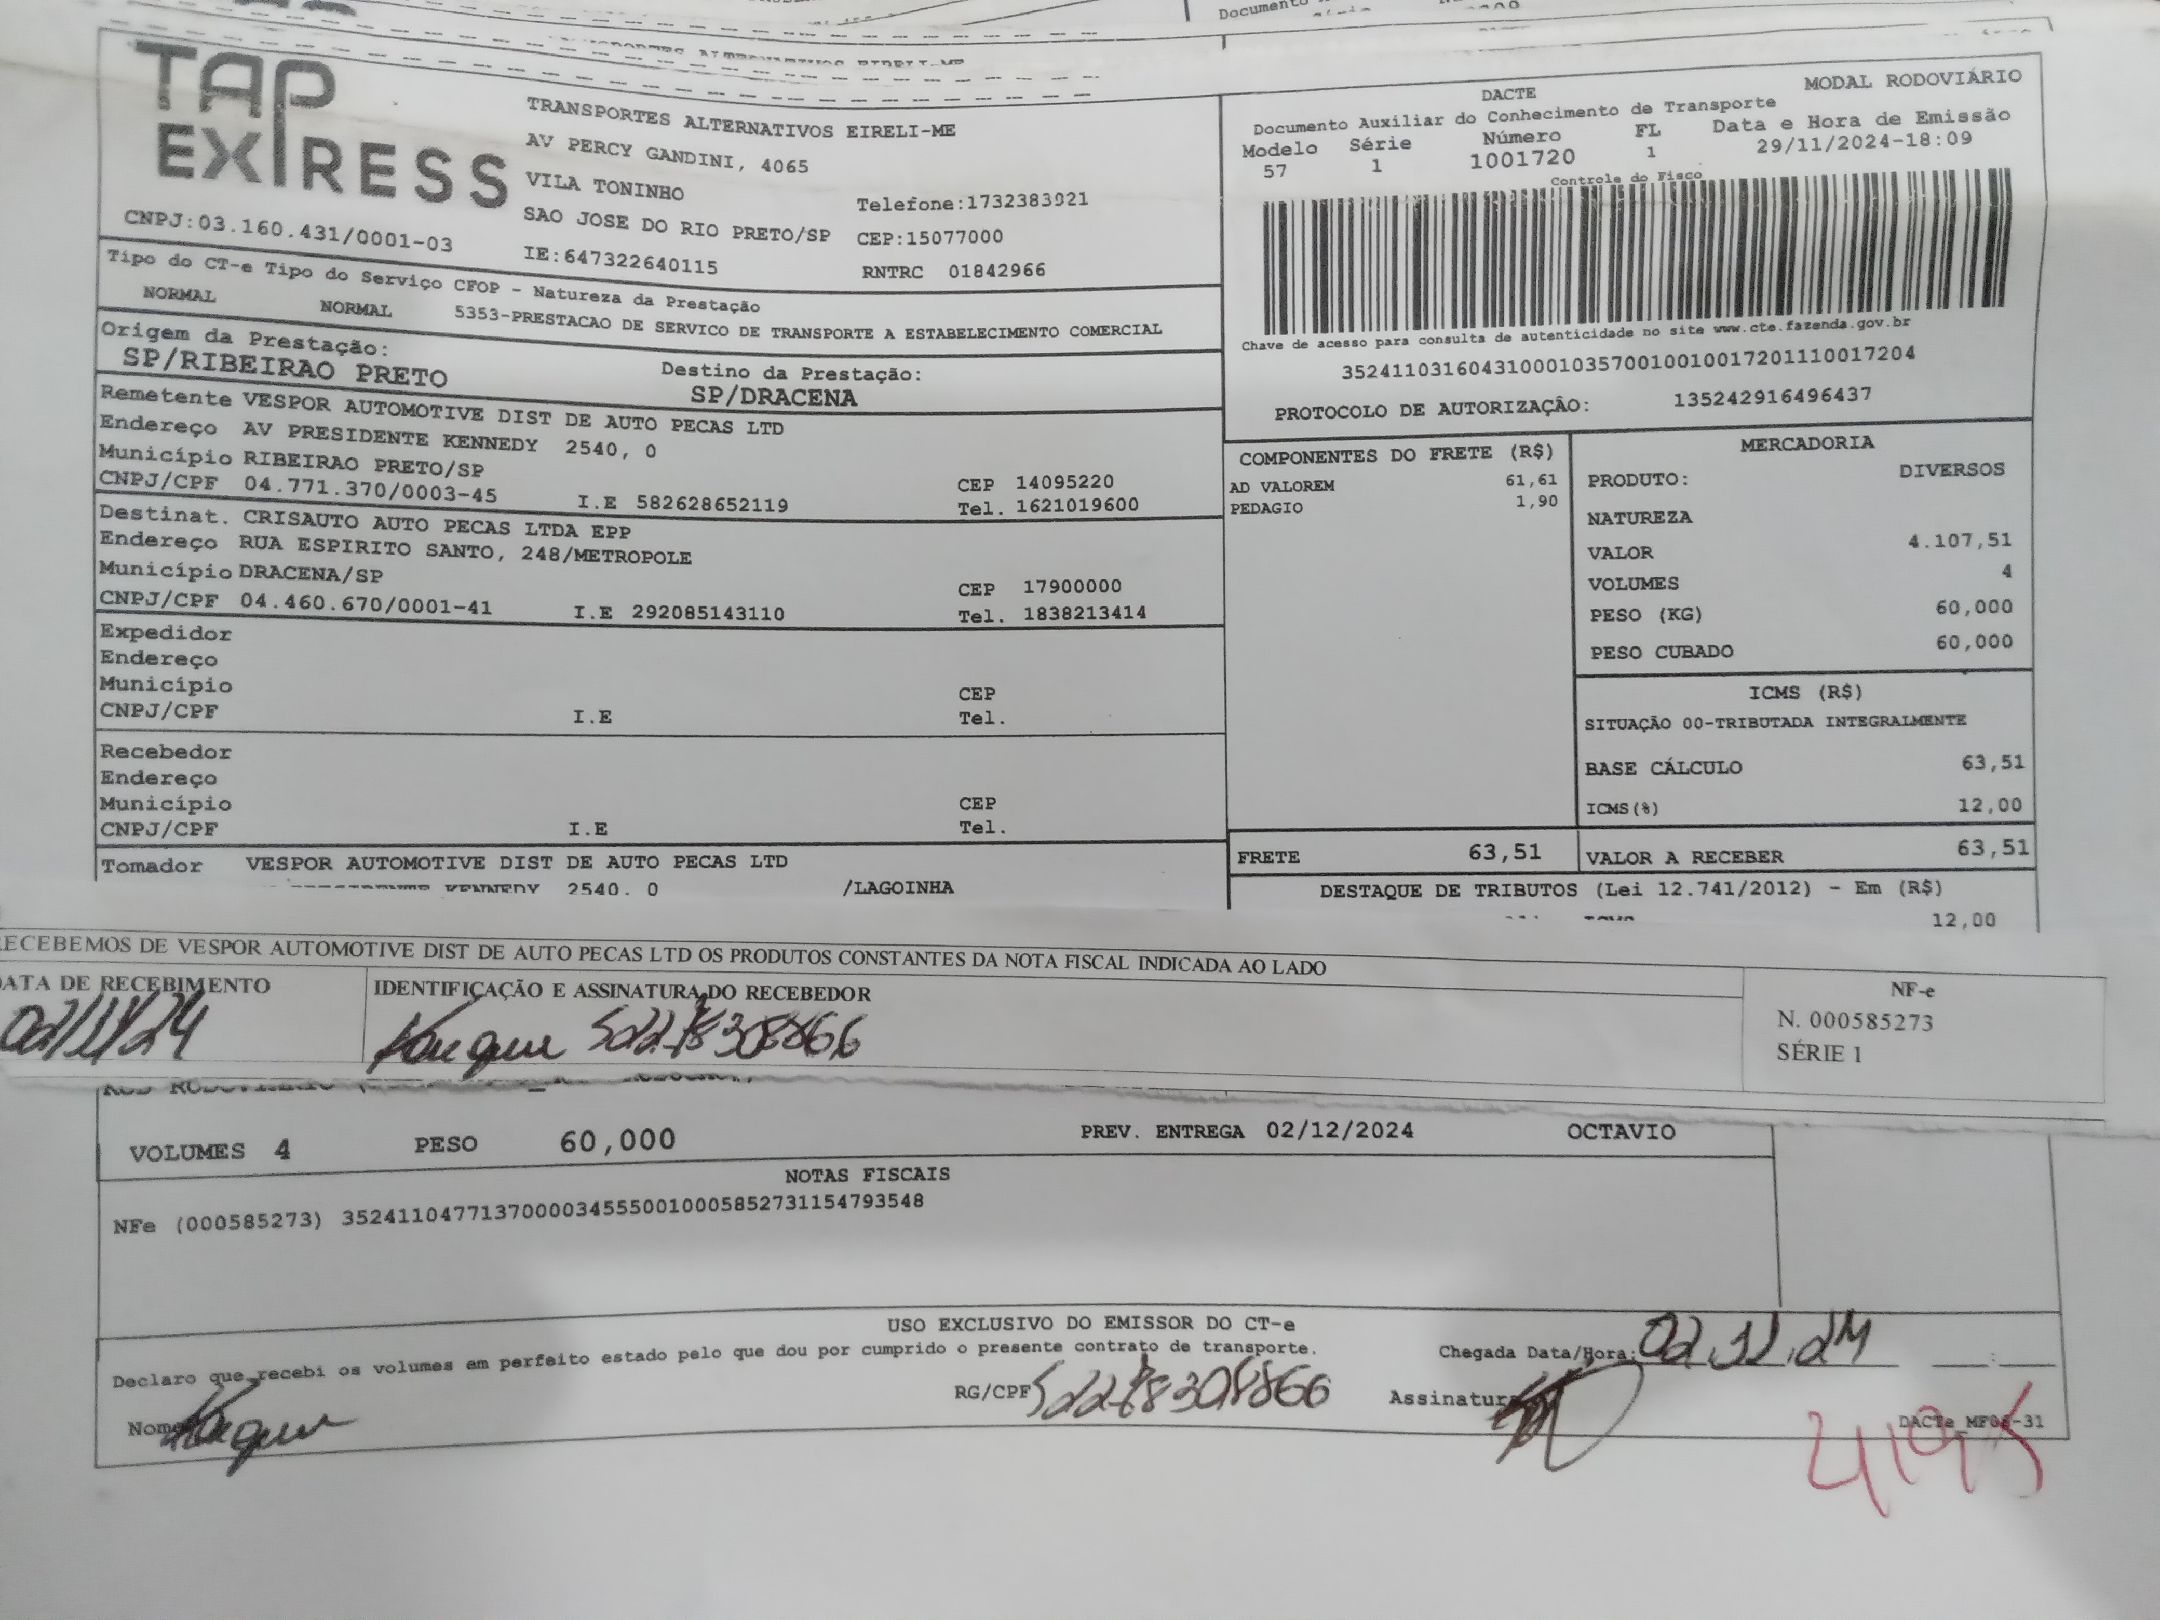 Documento
TAP
EXPRESS
CNPJ:03.160.431/0001-03
TRANSPORTES ALTERNATIVOS EIRELI-ME
AV PERCY GANDINI, 4065
VILA TONINHO
SAO JOSE DO RIO PRETO/SP
IE:647322640115
Telefone:1732383921
CEP:15077000
RNTRC 01842966
DACTE
MODAL RODOVIÁRIO
Documento Auxiliar do Conhecimento de Transporte
Modelo Série Número FL Data e Hora de Emissão
57 1 1001720 1 29/11/2024-18:09
Controle do Fisco
Chave de acesso para consulta de autenticidade no site www.cte.fazenda.gov.br
35241103160431000103570010010017201110017204
PROTOCOLO DE AUTORIZAÇÃO: 135242916496437
Tipo do CT-e Tipo do Serviço CFOP - Natureza da Prestação
NORMAL NORMAL 5353-PRESTACAO DE SERVICO DE TRANSPORTE A ESTABELECIMENTO COMERCIAL
Origem da Prestação:
SP/RIBEIRAO PRETO
Destino da Prestação:
SP/DRACENA
Remetente VESPOR AUTOMOTIVE DIST DE AUTO PECAS LTD
Endereço AV PRESIDENTE KENNEDY 2540, 0
Município RIBEIRAO PRETO/SP CEP 14095220
CNPJ/CPF 04.771.370/0003-45 I.E 582628652119 Tel. 1621019600
Destinat. CRISAUTO AUTO PECAS LTDA EPP
Endereço RUA ESPIRITO SANTO, 248/METROPOLE
Município DRACENA/SP CEP 17900000
CNPJ/CPF 04.460.670/0001-41 I.E 292085143110 Tel. 1838213414
Expedidor
Endereço
Município CEP
CNPJ/CPF I.E Tel.
Recebedor
Endereço
Município CEP
CNPJ/CPF I.E Tel.
Tomador VESPOR AUTOMOTIVE DIST DE AUTO PECAS LTD
KENNEDY 2540, 0 /LAGOINHA
COMPONENTES DO FRETE (R$)
AD VALOREM 61,61
PEDAGIO 1,90
MERCADORIA
PRODUTO: DIVERSOS
NATUREZA
VALOR 4.107,51
VOLUMES 4
PESO (KG) 60,000
PESO CUBADO 60,000
ICMS (R$)
SITUAÇÃO 00-TRIBUTADA INTEGRALMENTE
BASE CÁLCULO 63,51
ICMS(%) 12,00
FRETE 63,51 VALOR A RECEBER 63,51
DESTAQUE DE TRIBUTOS (Lei 12.741/2012) - Em (R$)
12,00
ECEBEMOS DE VESPOR AUTOMOTIVE DIST DE AUTO PECAS LTD OS PRODUTOS CONSTANTES DA NOTA FISCAL INDICADA AO LADO
DATA DE RECEBIMENTO IDENTIFICAÇÃO E ASSINATURA DO RECEBEDOR
NF-e
N. 000585273
SÉRIE 1
VOLUMES 4 PESO 60,000 PREV. ENTREGA 02/12/2024 OCTAVIO
NOTAS FISCAIS
NFe (000585273) 35241104771370000345550010005852731154793548
USO EXCLUSIVO DO EMISSOR DO CT-e
Declaro que recebi os volumes em perfeito estado pelo que dou por cumprido o presente contrato de transporte.
Chegada Data/Hora:
Nome
RG/CPF
Assinatura